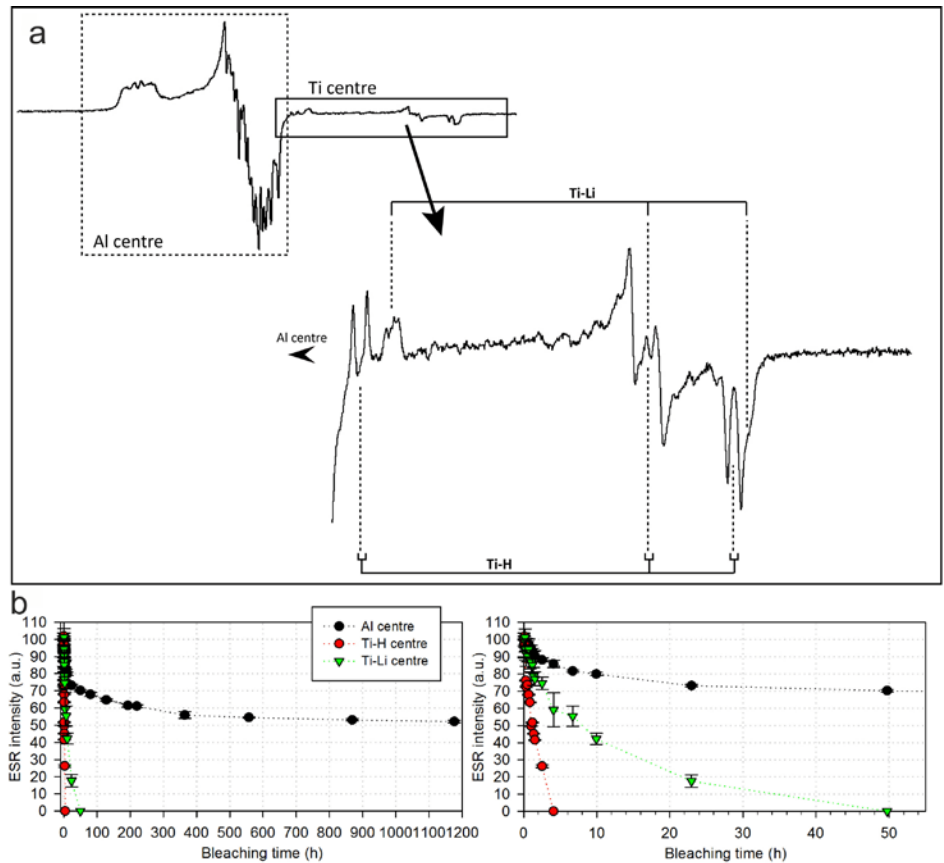 a
Ti centre
Al centre
Ti-Li
Al centre
Ti-H
b
Al centre
Ti-H centre
Ti-Li centre
ESR intensity (a.u.)
110
100
90
80
70
60
50
40
30
20
10
0
0 100 200 300 400 500 600 700 800 900 1000 1100 1200
Bleaching time (h)
ESR intensity (a.u.)
110
100
90
80
70
60
50
40
30
20
10
0
0 10 20 30 40 50
Bleaching time (h)